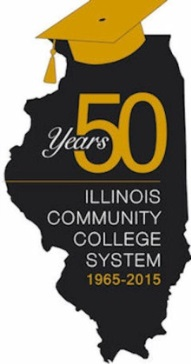 Years 50
ILLINOIS
COMMUNITY
COLLEGE
SYSTEM
1965-2015